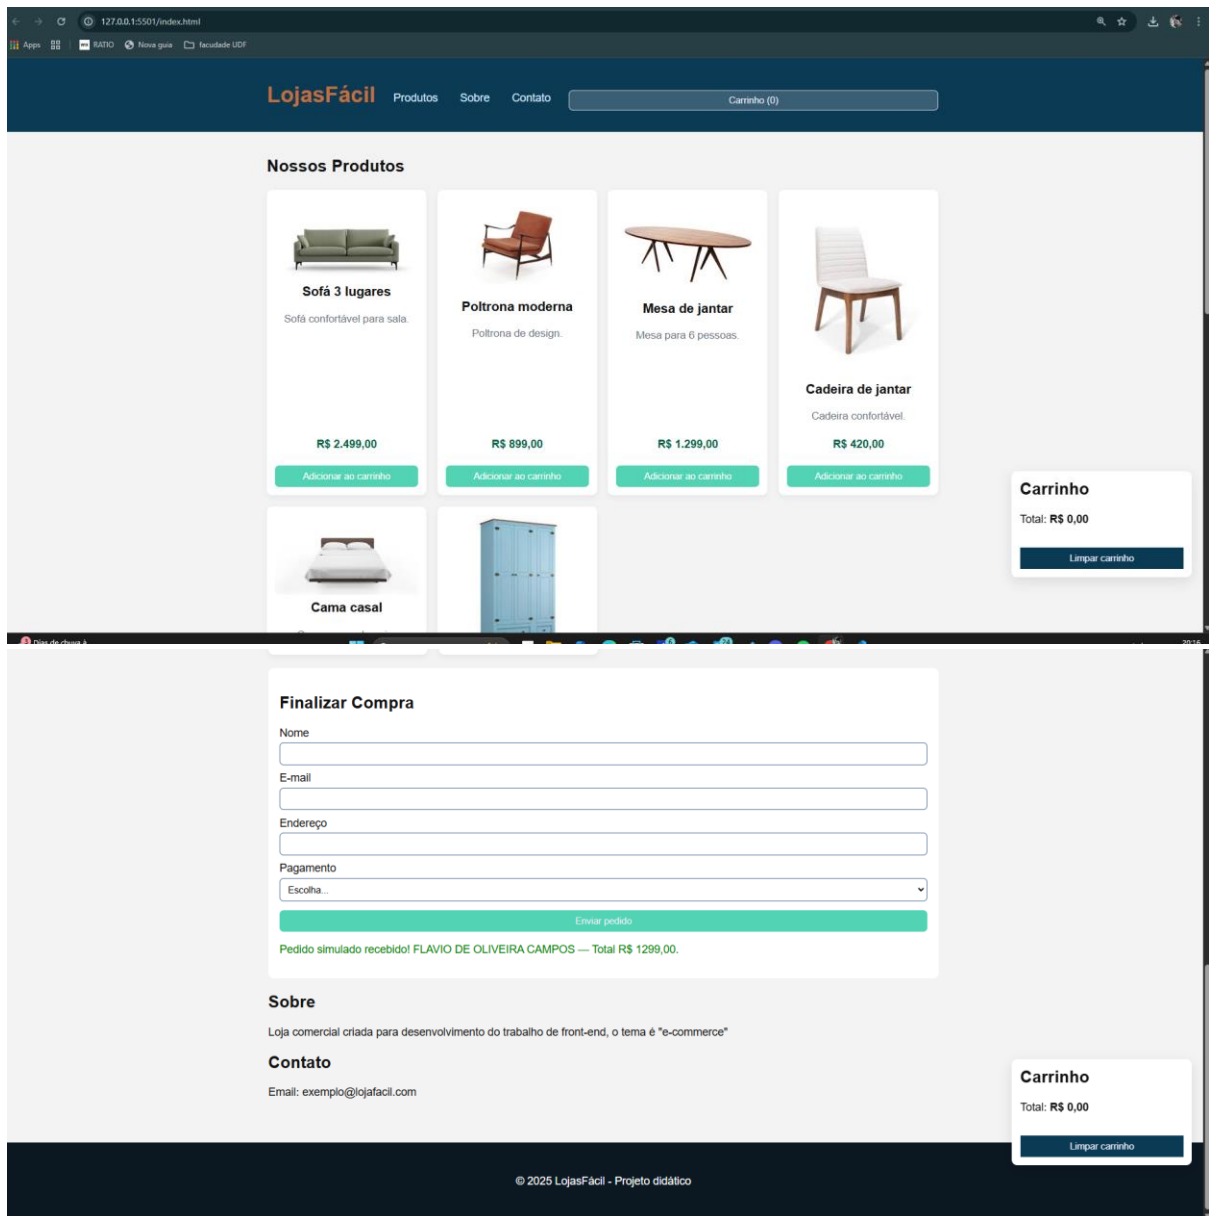 127.0.0.1:5501/index.html
Apps RATIO Nova guia facudade UDF
LojasFácil Produtos Sobre Contato Carrinho (0)
Nossos Produtos
Sofá 3 lugares
Sofá confortável para sala.
R$ 2.499,00
Adicionar ao carrinho
Poltrona moderna
Poltrona de design.
R$ 899,00
Adicionar ao carrinho
Mesa de jantar
Mesa para 6 pessoas.
R$ 1.299,00
Adicionar ao carrinho
Cadeira de jantar
Cadeira confortável.
R$ 420,00
Adicionar ao carrinho
Cama casal
Carrinho
Total: R$ 0,00
Limpar carrinho
Dias de chuva à
20:16
Finalizar Compra
Nome
E-mail
Endereço
Pagamento
Escolha...
Enviar pedido
Pedido simulado recebido! FLAVIO DE OLIVEIRA CAMPOS — Total R$ 1299,00.
Sobre
Loja comercial criada para desenvolvimento do trabalho de front-end, o tema é "e-commerce"
Contato
Email: exemplo@lojafacil.com
Carrinho
Total: R$ 0,00
Limpar carrinho
© 2025 LojasFácil - Projeto didático